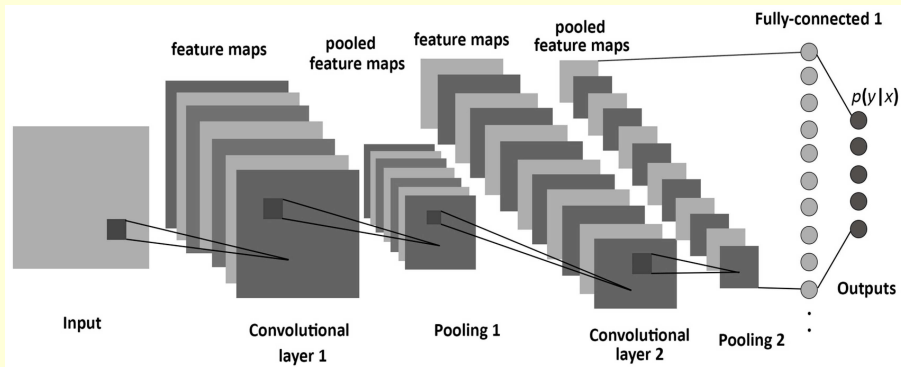 feature maps
pooled
feature maps
feature maps
pooled
feature maps
Fully-connected 1
p(y|x)
Input
Convolutional
layer 1
Pooling 1
Convolutional
layer 2
Pooling 2
Outputs